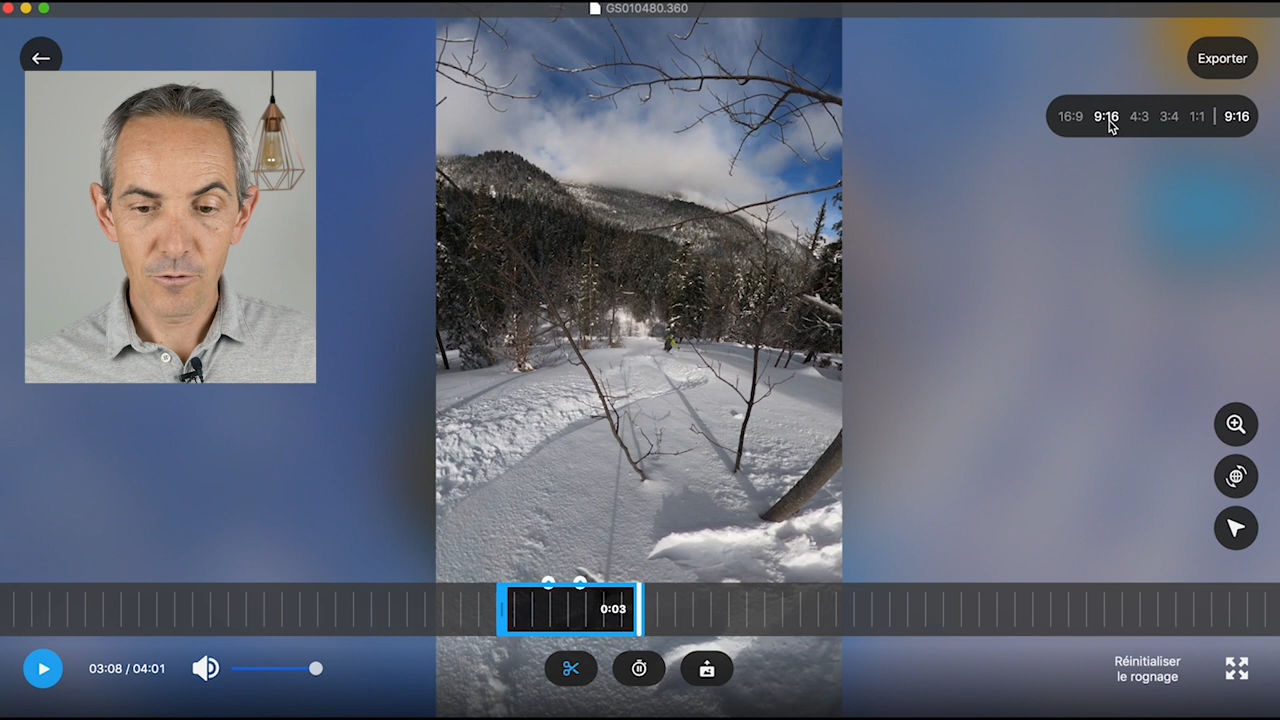 GS010480.360
Exporter
16:9 9:16 4:3 3:4 1:1 | 9:16
0:03
03:08 / 04:01
Réinitialiser
le rognage